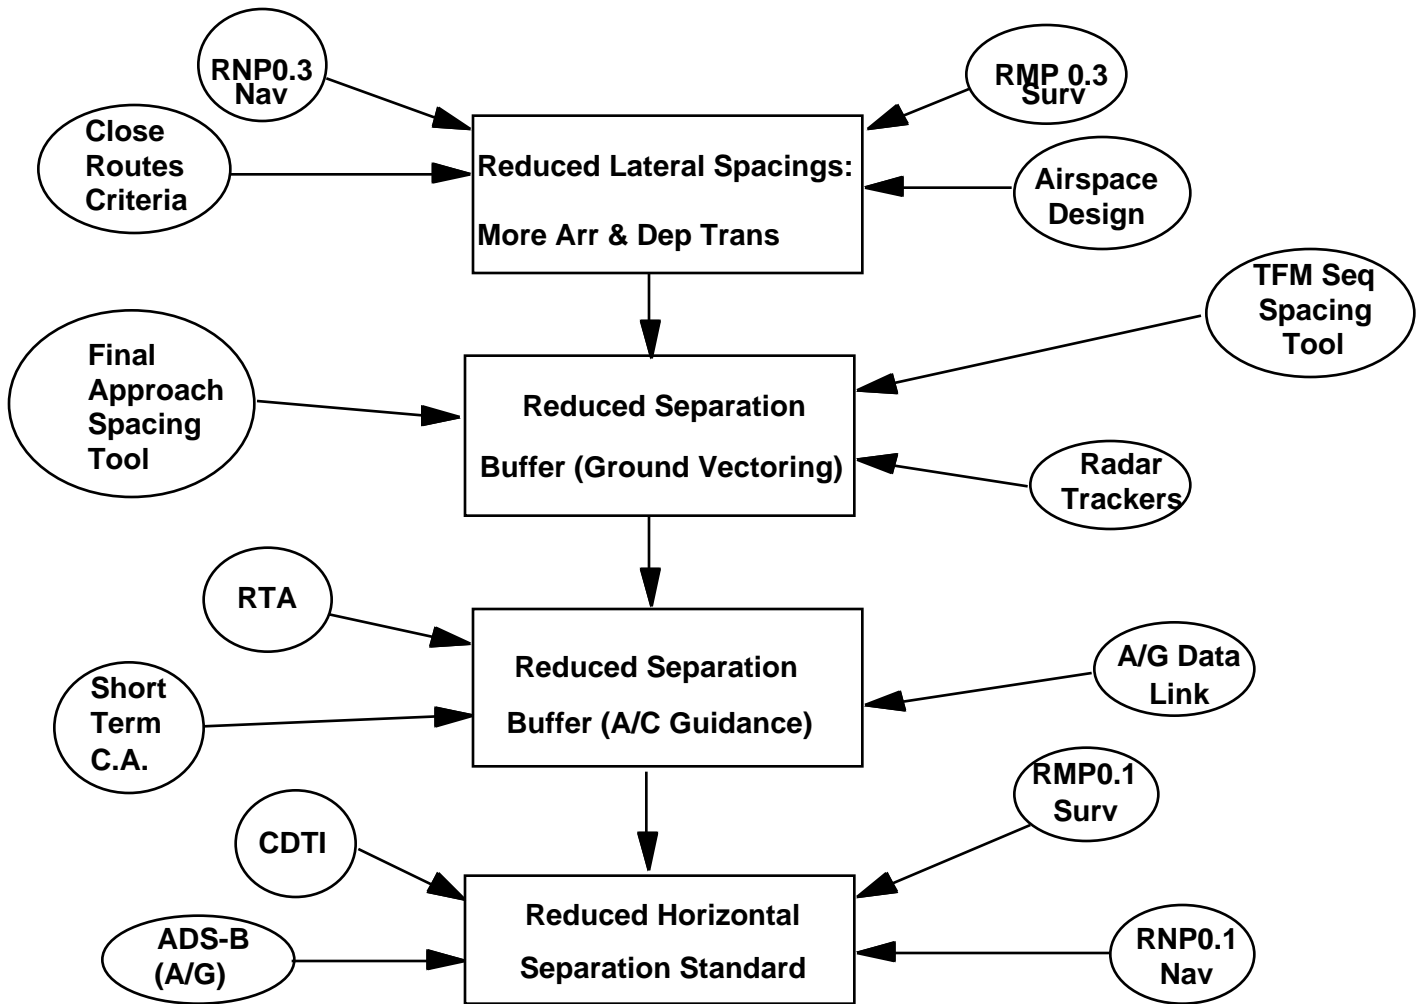 RNP0.3
Nav
RMP 0.3
Surv
Close
Routes
Criteria
Reduced Lateral Spacings:
More Arr & Dep Trans
Airspace
Design
TFM Seq
Spacing
Tool
Final
Approach
Spacing
Tool
Reduced Separation
Buffer (Ground Vectoring)
Radar
Trackers
RTA
Short
Term
C.A.
Reduced Separation
Buffer (A/C Guidance)
A/G Data
Link
RMP0.1
Surv
CDTI
ADS-B
(A/G)
Reduced Horizontal
Separation Standard
RNP0.1
Nav